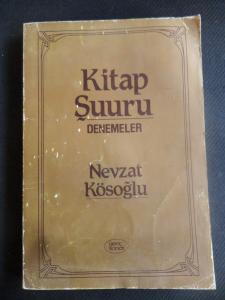 Kitap
Şuuru
DENEMELER
Nevzat
Kösoğlu